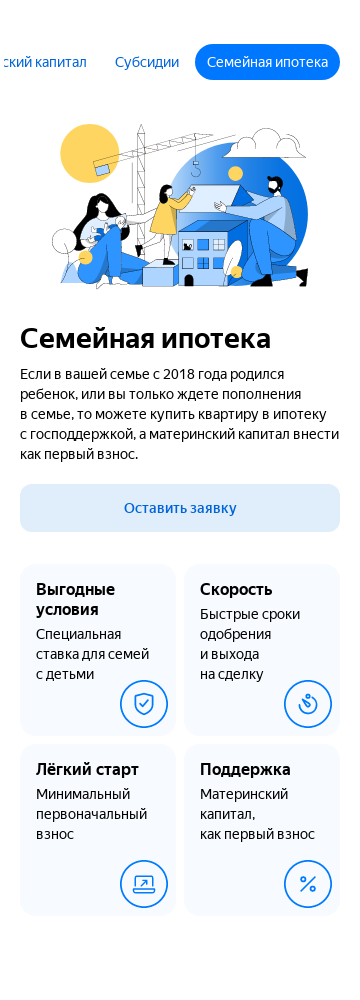 ский капитал
Субсидии
Семейная ипотека
Семейная ипотека
Если в вашей семье с 2018 года родился
ребенок, или вы только ждете пополнения
в семье, то можете купить квартиру в ипотеку
с господдержкой, а материнский капитал внести
как первый взнос.
Оставить заявку
Выгодные
условия
Специальная
ставка для семей
с детьми
Скорость
Быстрые сроки
одобрения
и выхода
на сделку
Лёгкий старт
Минимальный
первоначальный
взнос
Поддержка
Материнский
капитал,
как первый взнос